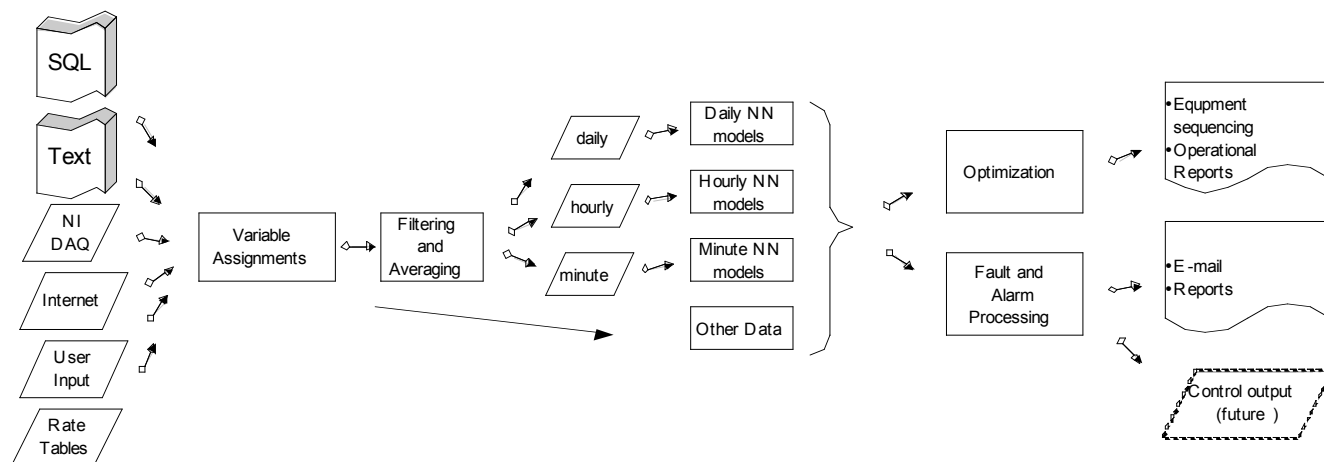 SQL
Text
NI
DAQ
Internet
User
Input
Rate
Tables
Variable
Assignments
Filtering
and
Averaging
daily
hourly
minute
Daily NN
models
Hourly NN
models
Minute NN
models
Other Data
Optimization
Fault and
Alarm
Processing
•Equpment
sequencing
•Operational
Reports
•E-mail
•Reports
Control output
(future )